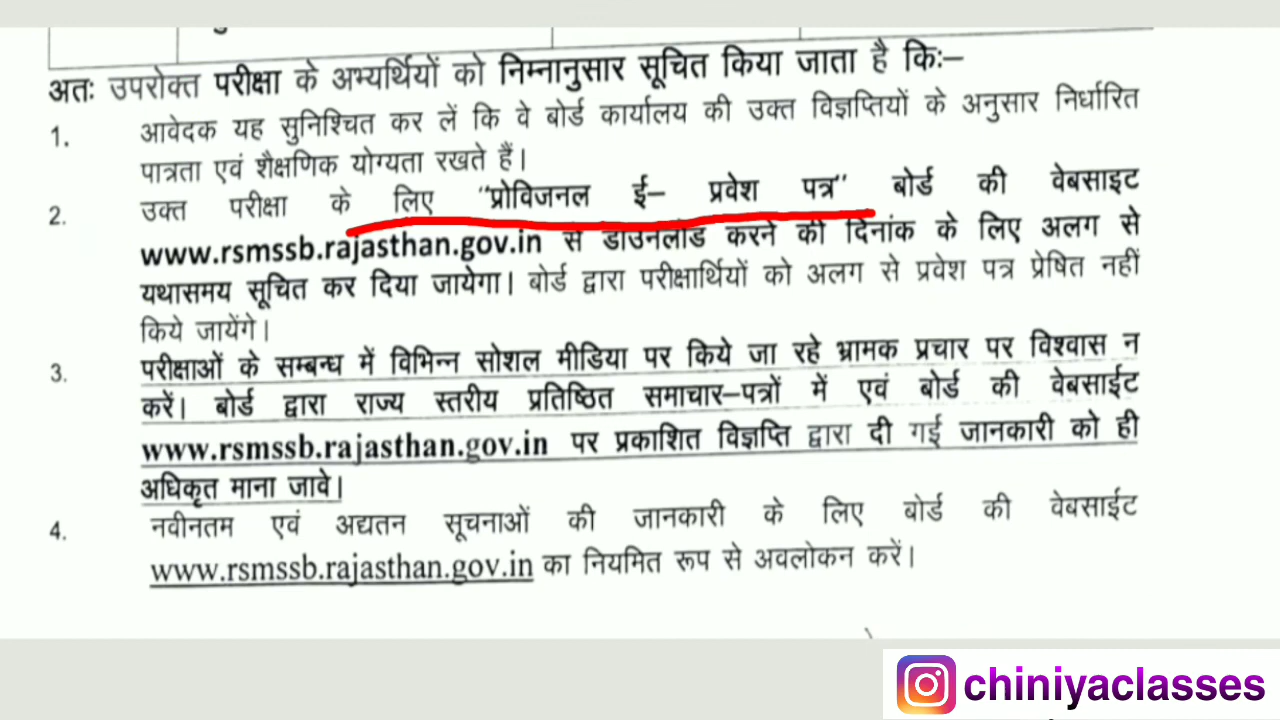 अतः उपरोक्त परीक्षा के अभ्यर्थियों को निम्नानुसार सूचित किया जाता है किः–
1. आवेदक यह सुनिश्चित कर लें कि वे बोर्ड कार्यालय की उक्त विज्ञप्तियों के अनुसार निर्धारित
पात्रता एवं शैक्षणिक योग्यता रखते हैं।
2. उक्त परीक्षा के लिए "प्रोविजनल ई– प्रवेश पत्र" बोर्ड की वेबसाइट
www.rsmssb.rajasthan.gov.in से डाउनलोड करने की दिनांक के लिए अलग से
यथासमय सूचित कर दिया जायेगा। बोर्ड द्वारा परीक्षार्थियों को अलग से प्रवेश पत्र प्रेषित नहीं
किये जायेंगे।
3. परीक्षाओं के सम्बन्ध में विभिन्न सोशल मीडिया पर किये जा रहे भ्रामक प्रचार पर विश्वास न
करें। बोर्ड द्वारा राज्य स्तरीय प्रतिष्ठित समाचार–पत्रों में एवं बोर्ड की वेबसाईट
www.rsmssb.rajasthan.gov.in पर प्रकाशित विज्ञप्ति द्वारा दी गई जानकारी को ही
अधिकृत माना जावे।
4. नवीनतम एवं अद्यतन सूचनाओं की जानकारी के लिए बोर्ड की वेबसाईट
www.rsmssb.rajasthan.gov.in का नियमित रूप से अवलोकन करें।
chiniyaclasses